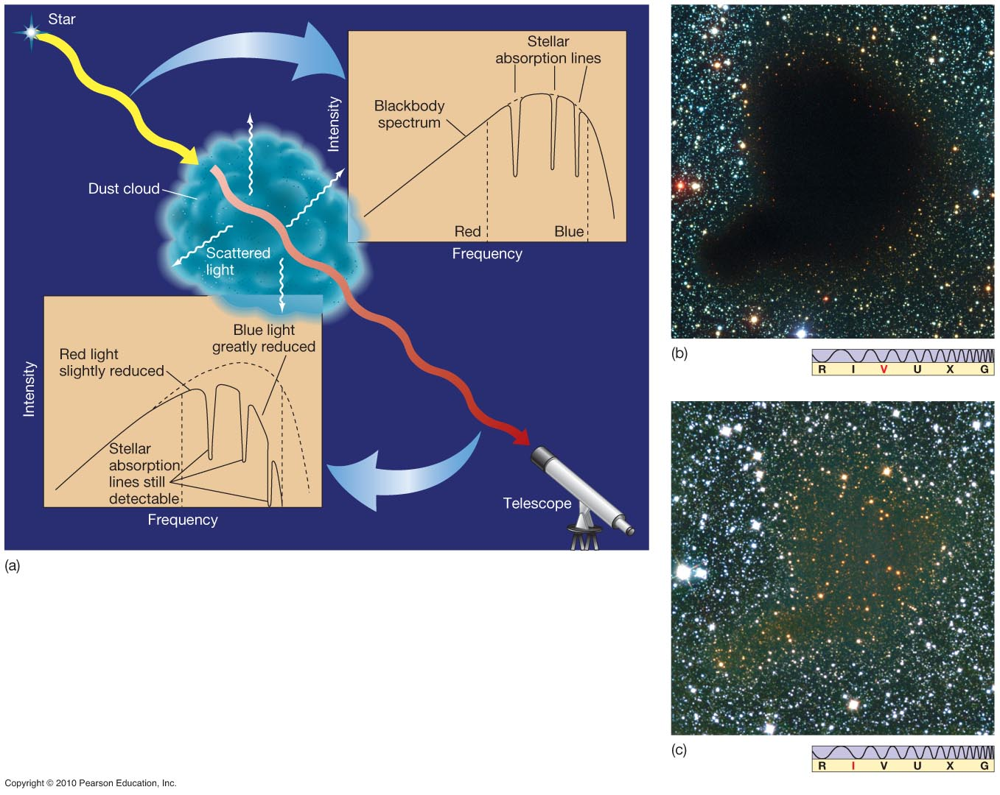 Star
Stellar
absorption lines
Blackbody
spectrum
Intensity
Red
Blue
Frequency
Dust cloud
Scattered
light
Blue light
greatly reduced
Red light
slightly reduced
Intensity
Stellar
absorption
lines still
detectable
Frequency
Telescope
(a)
(b)
R I V U X G
(c)
R I V U X G
Copyright © 2010 Pearson Education, Inc.